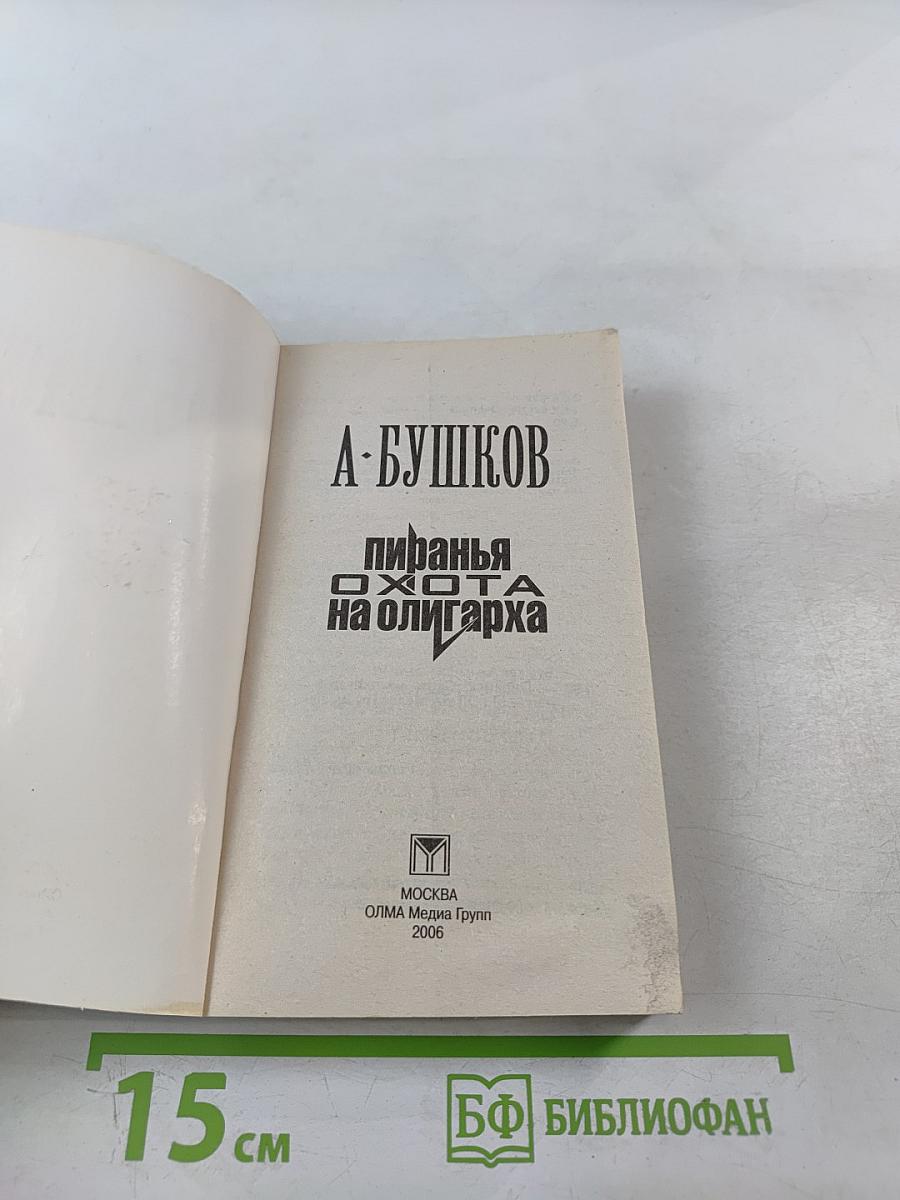 А·БУШКОВ
пиранья
ОХОТА
на олигарха
МОСКВА
ОЛМА Медиа Групп
2006
15 см
БФ БИБЛИОФАН